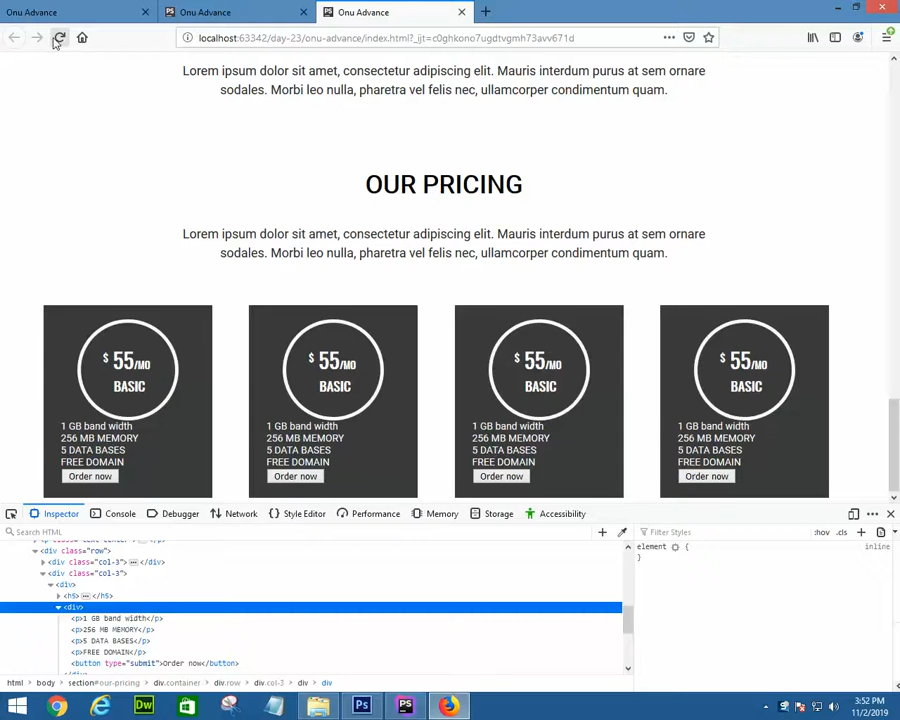 Onu Advance
Onu Advance
Onu Advance
localhost:63342/day-23/onu-advance/index.html?_ijt=c0ghkono7ugdtvgmh73avv671d
Lorem ipsum dolor sit amet, consectetur adipiscing elit. Mauris interdum purus at sem ornare
sodales. Morbi leo nulla, pharetra vel felis nec, ullamcorper condimentum quam.
OUR PRICING
Lorem ipsum dolor sit amet, consectetur adipiscing elit. Mauris interdum purus at sem ornare
sodales. Morbi leo nulla, pharetra vel felis nec, ullamcorper condimentum quam.
$ 55/MO
BASIC
1 GB band width
256 MB MEMORY
5 DATA BASES
FREE DOMAIN
Order now
$ 55/MO
BASIC
1 GB band width
256 MB MEMORY
5 DATA BASES
FREE DOMAIN
Order now
$ 55/MO
BASIC
1 GB band width
256 MB MEMORY
5 DATA BASES
FREE DOMAIN
Order now
$ 55/MO
BASIC
1 GB band width
256 MB MEMORY
5 DATA BASES
FREE DOMAIN
Order now
Inspector Console Debugger Network Style Editor Performance Memory Storage Accessibility
Search HTML
<div class="row">
<div class="col-3"> </div>
<div class="col-3">
<div>
<h5> </h5>
<div>
<p>1 GB band width</p>
<p>256 MB MEMORY</p>
<p>5 DATA BASES</p>
<p>FREE DOMAIN</p>
<button type="submit">Order now</button>
Filter Styles :hov .cls
element { inline
}
html body section#our-pricing div.container div.row div.col-3 div div
3:52 PM
11/2/2019